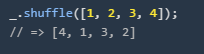 _.shuffle([1, 2, 3, 4]);
// => [4, 1, 3, 2]